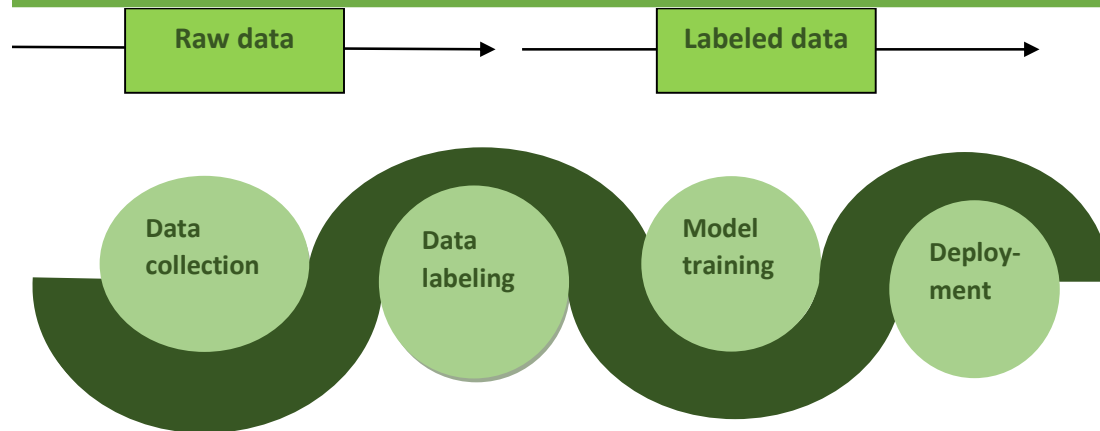 Raw data
Labeled data
Data
collection
Data
labeling
Model
training
Deploy-
ment